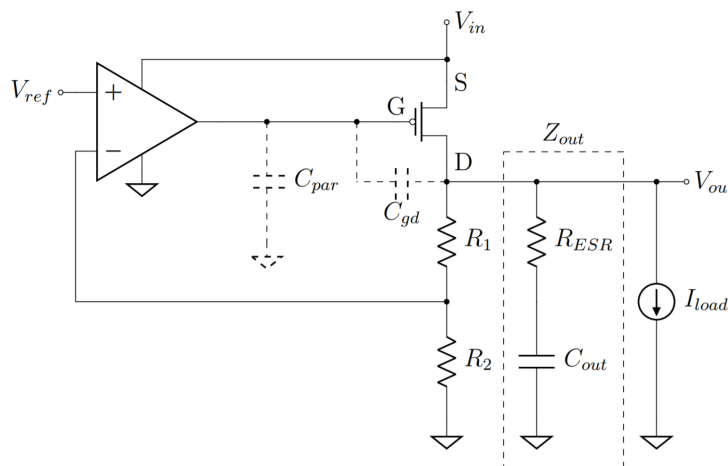 V_in
S
V_ref
+
G
−
D
Z_out
V_ou
C_par
C_gd
R_1
R_ESR
I_load
R_2
C_out